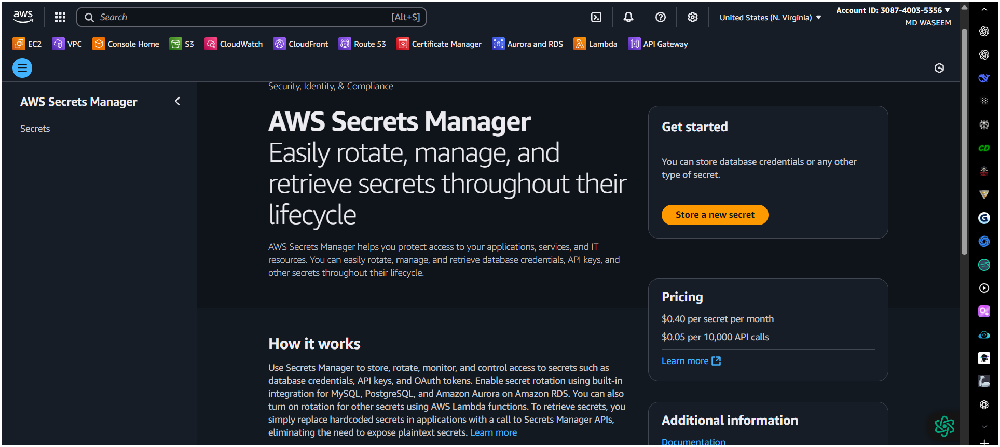 aws
Search
[Alt+S]
United States (N. Virginia)
Account ID: 3087-4003-5356
MD WASEEM
EC2
VPC
Console Home
S3
CloudWatch
CloudFront
Route 53
Certificate Manager
Aurora and RDS
Lambda
API Gateway
AWS Secrets Manager
Secrets
Security, Identity, & Compliance
AWS Secrets Manager
Easily rotate, manage, and
retrieve secrets throughout their
lifecycle
AWS Secrets Manager helps you protect access to your applications, services, and IT
resources. You can easily rotate, manage, and retrieve database credentials, API keys, and
other secrets throughout their lifecycle.
Get started
You can store database credentials or any other
type of secret.
Store a new secret
Pricing
$0.40 per secret per month
$0.05 per 10,000 API calls
Learn more
How it works
Use Secrets Manager to store, rotate, monitor, and control access to secrets such as
database credentials, API keys, and OAuth tokens. Enable secret rotation using built-in
integration for MySQL, PostgreSQL, and Amazon Aurora on Amazon RDS. You can also
turn on rotation for other secrets using AWS Lambda functions. To retrieve secrets, you
simply replace hardcoded secrets in applications with a call to Secrets Manager APIs,
eliminating the need to expose plaintext secrets. Learn more
Additional information
Documentation
CD